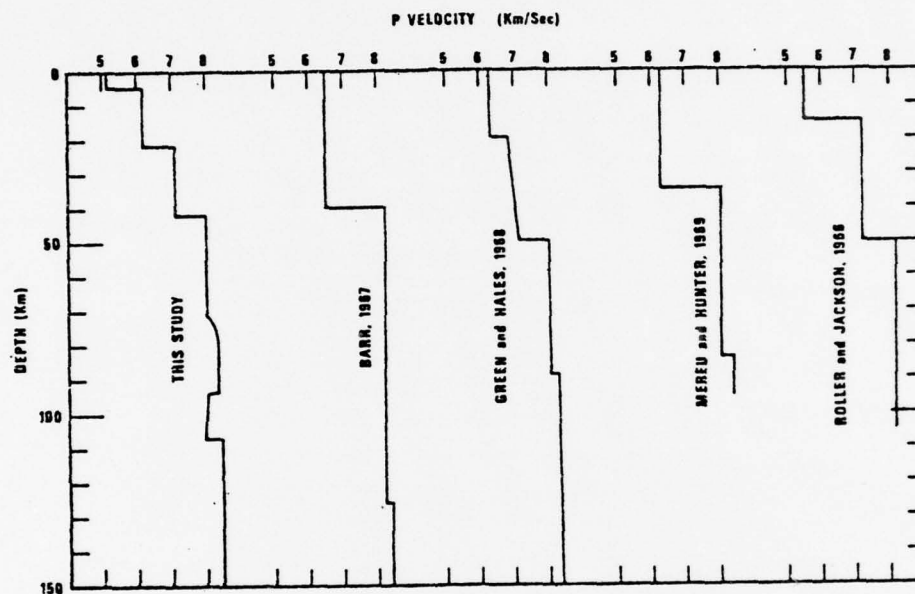 P VELOCITY (Km/Sec)
5 6 7 8 6 7 8 5 6 7 8 5 6 7 8 5 6 7 8
0
50
100
150
DEPTH (Km)
THIS STUDY
BARR, 1967
GREEN and HALES, 1968
MEREU and HUNTER, 1969
ROLLER and JACKSON, 1966